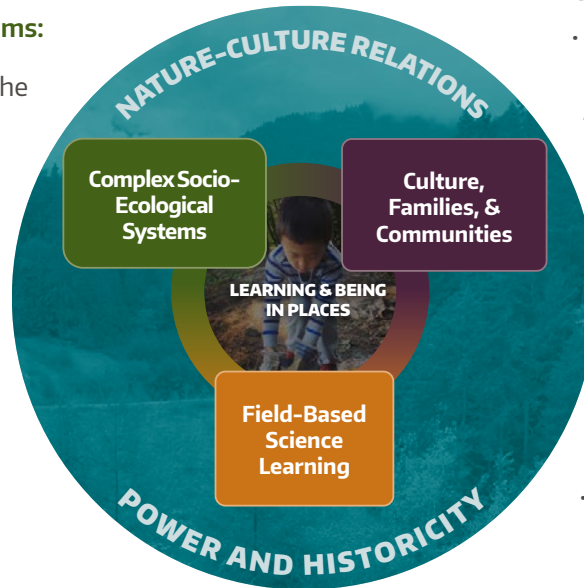 ms:
he
NATURE-CULTURE RELATIONS
Complex Socio-
Ecological
Systems
Culture,
Families, &
Communities
LEARNING & BEING
IN PLACES
Field-Based
Science
Learning
POWER AND HISTORICITY